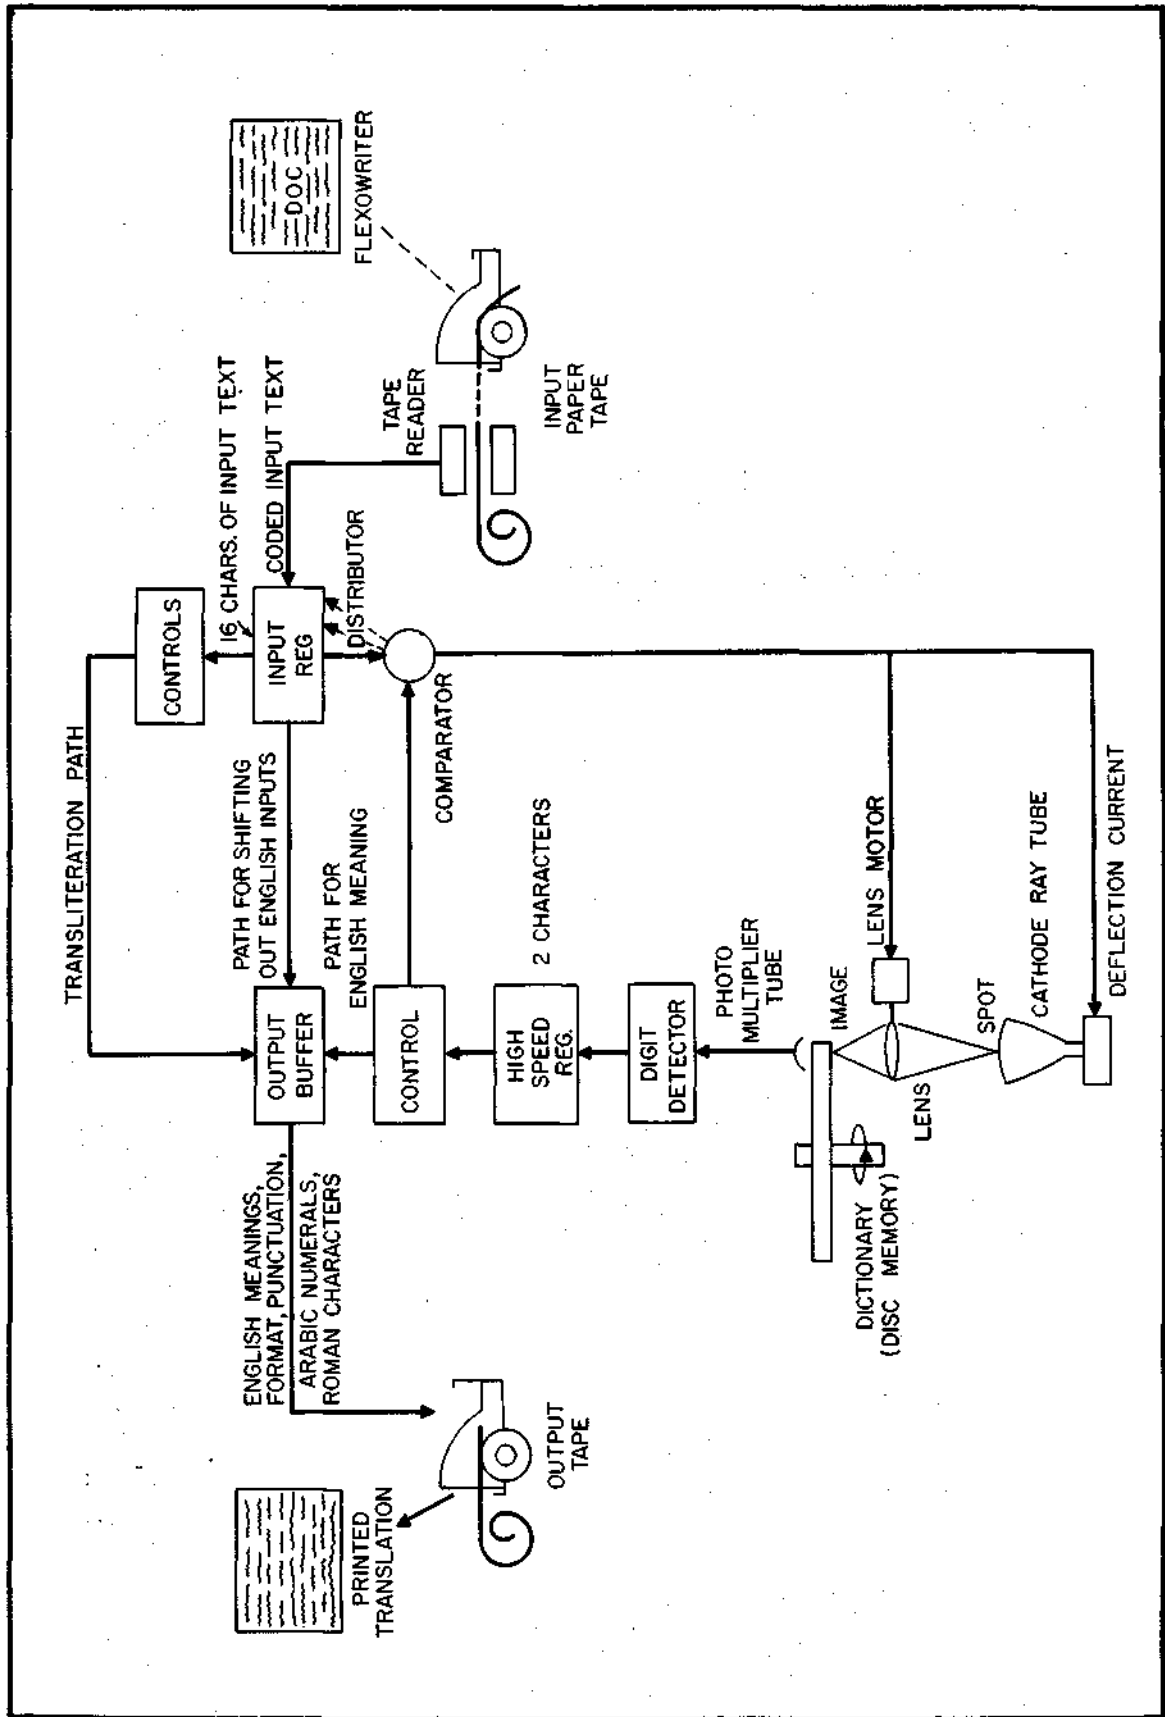 TRANSLITERATION PATH
CONTROLS
16 CHARS. OF INPUT TEXT
CODED INPUT TEXT
DOC
FLEXOWRITER
PATH FOR SHIFTING
OUT ENGLISH INPUTS
INPUT
REG
DISTRIBUTOR
TAPE
READER
INPUT
PAPER
TAPE
ENGLISH MEANINGS,
FORMAT, PUNCTUATION,
ARABIC NUMERALS,
ROMAN CHARACTERS
OUTPUT
BUFFER
PATH FOR
ENGLISH MEANING
COMPARATOR
PRINTED
TRANSLATION
OUTPUT
TAPE
CONTROL
HIGH
SPEED
REG.
2 CHARACTERS
DIGIT
DETECTOR
PHOTO
MULTIPLIER
TUBE
IMAGE
LENS MOTOR
DICTIONARY
(DISC MEMORY)
LENS
SPOT
CATHODE RAY TUBE
DEFLECTION CURRENT